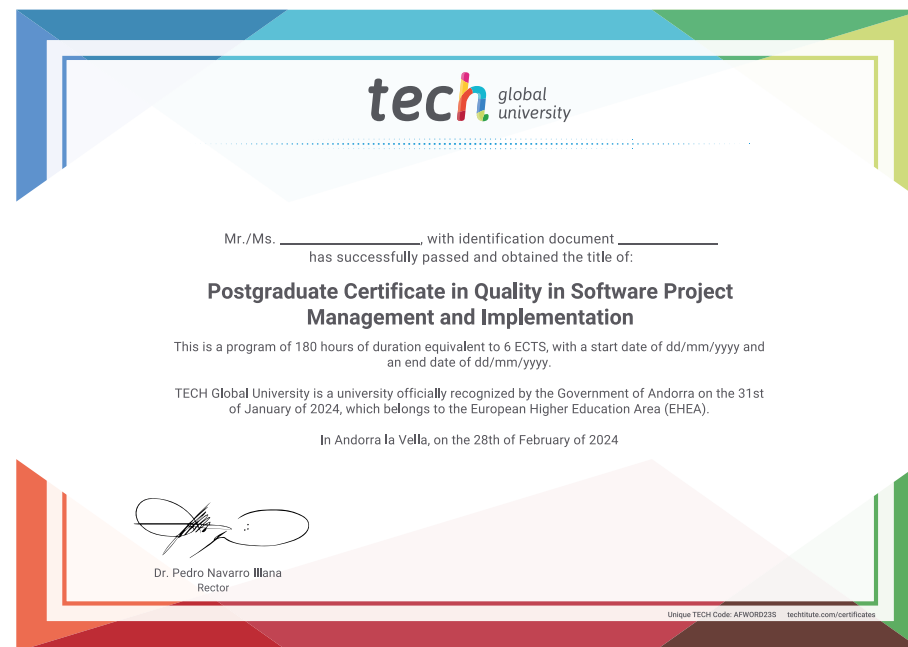 tech global
university
Mr./Ms. ____________________, with identification document ______________
has successfully passed and obtained the title of:
Postgraduate Certificate in Quality in Software Project
Management and Implementation
This is a program of 180 hours of duration equivalent to 6 ECTS, with a start date of dd/mm/yyyy and
an end date of dd/mm/yyyy.
TECH Global University is a university officially recognized by the Government of Andorra on the 31st
of January of 2024, which belongs to the European Higher Education Area (EHEA).
In Andorra la Vella, on the 28th of February of 2024
Dr. Pedro Navarro Illana
Rector
Unique TECH Code: AFWORD23S techtitute.com/certificates